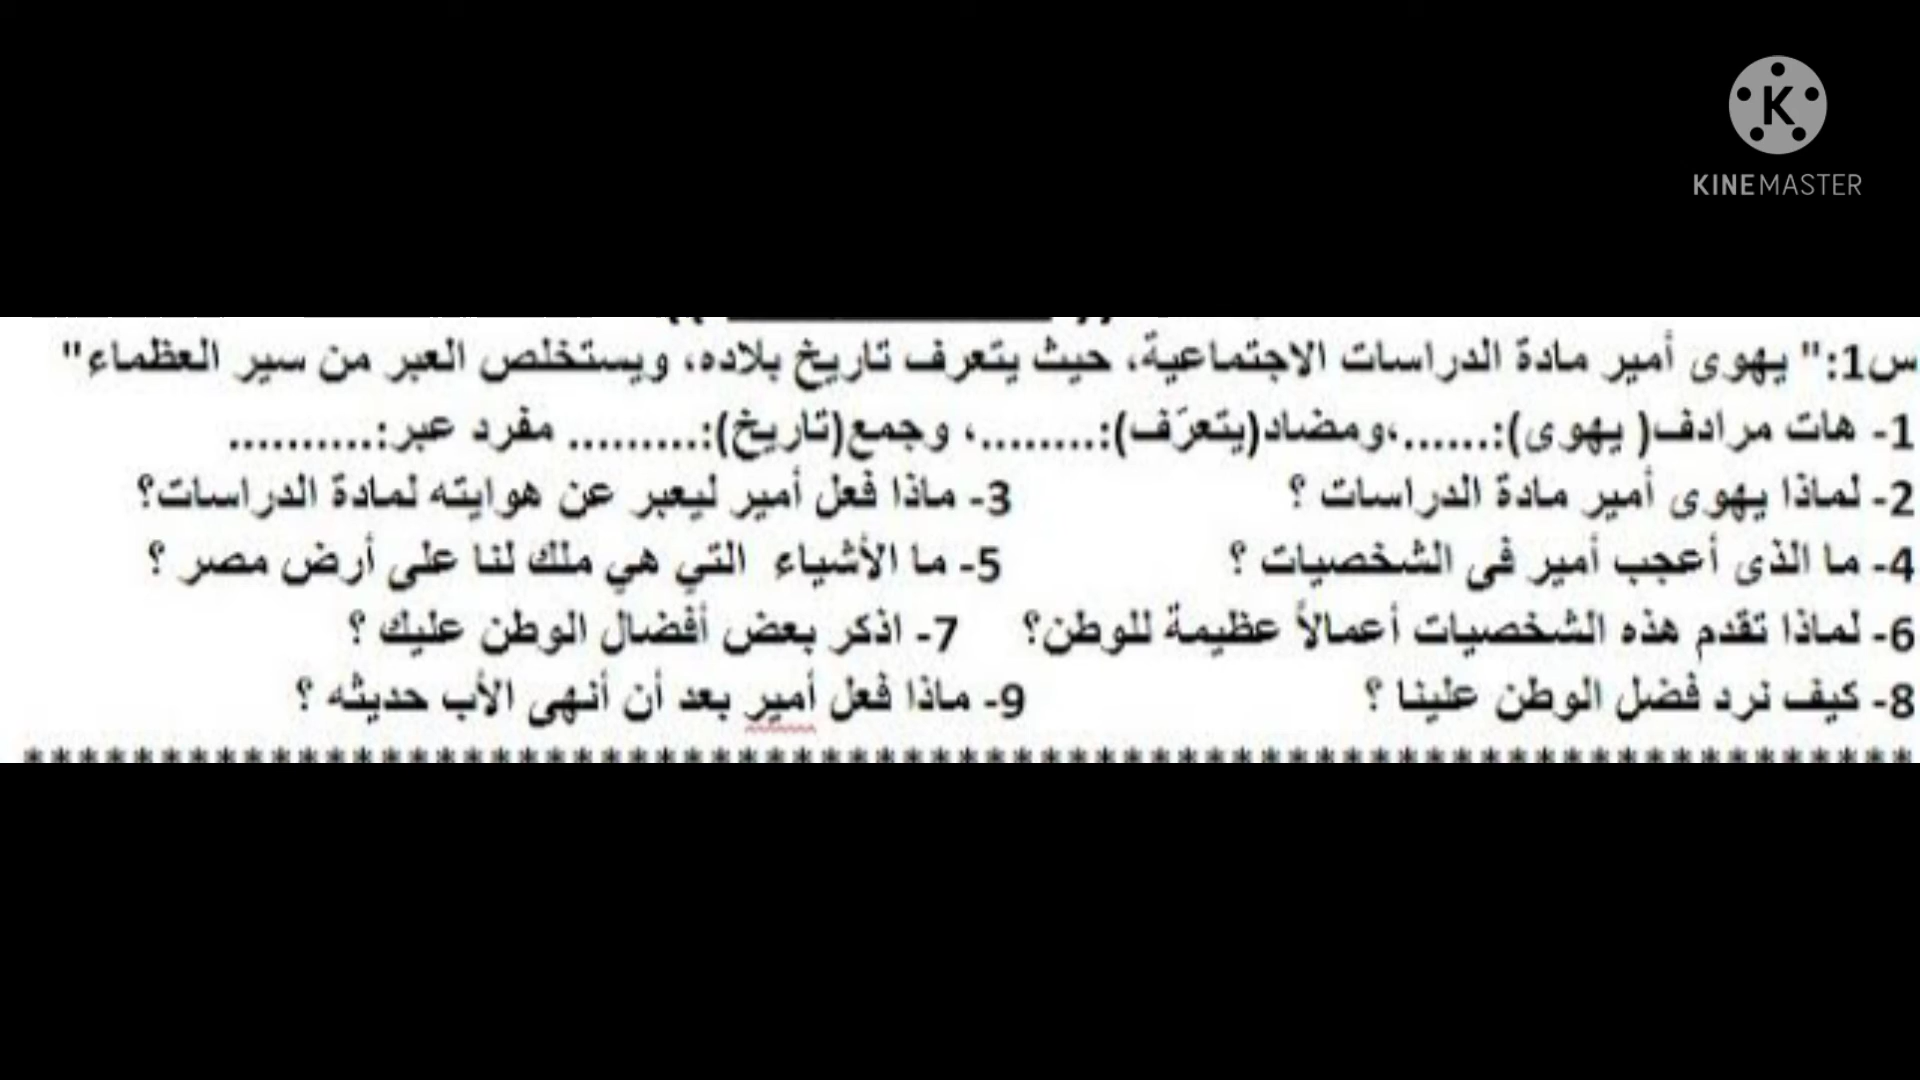 KINEMASTER
س1:" يهوى أمير مادة الدراسات الاجتماعية، حيث يتعرف تاريخ بلاده، ويستخلص العبر من سير العظماء"
1- هات مرادف( يهوى):......،ومضاد(يتعرَف):........، وجمع(تاريخ):......... مفرد عبر:..........
2- لماذا يهوى أمير مادة الدراسات ؟ 3- ماذا فعل أمير ليعبر عن هوايته لمادة الدراسات؟
4- ما الذى أعجب أمير فى الشخصيات ؟ 5- ما الأشياء التي هي ملك لنا على أرض مصر ؟
6- لماذا تقدم هذه الشخصيات أعمالاً عظيمة للوطن؟ 7- اذكر بعض أفضال الوطن عليك ؟
8- كيف نرد فضل الوطن علينا ؟ 9- ماذا فعل أمير بعد أن أنهى الأب حديثه ؟